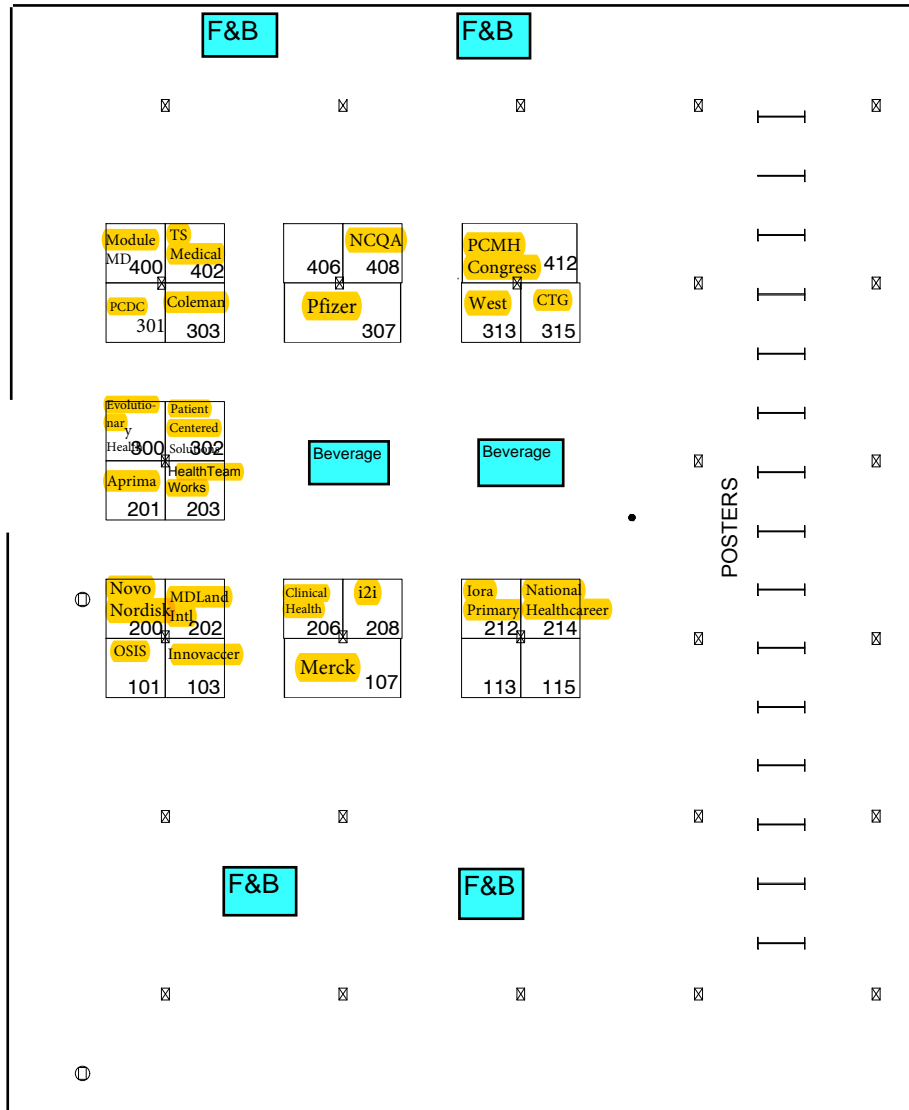 F&B
F&B
Module
MD
400
TS
Medical
402
406
NCQA
408
PCMH
Congress
412
PCDC
301
Coleman
303
Pfizer
307
West
313
CTG
315
Evolutio-
nar
y
Health
300
Patient
Centered
Solutions
302
Beverage
Beverage
Aprima
201
HealthTeam
Works
203
POSTERS
Novo
Nordisk
200
MDLand
Intl
202
Clinical
Health
206
i2i
208
Iora
Primary
212
National
Healthcareer
214
OSIS
101
Innovaccer
103
Merck
107
113
115
F&B
F&B